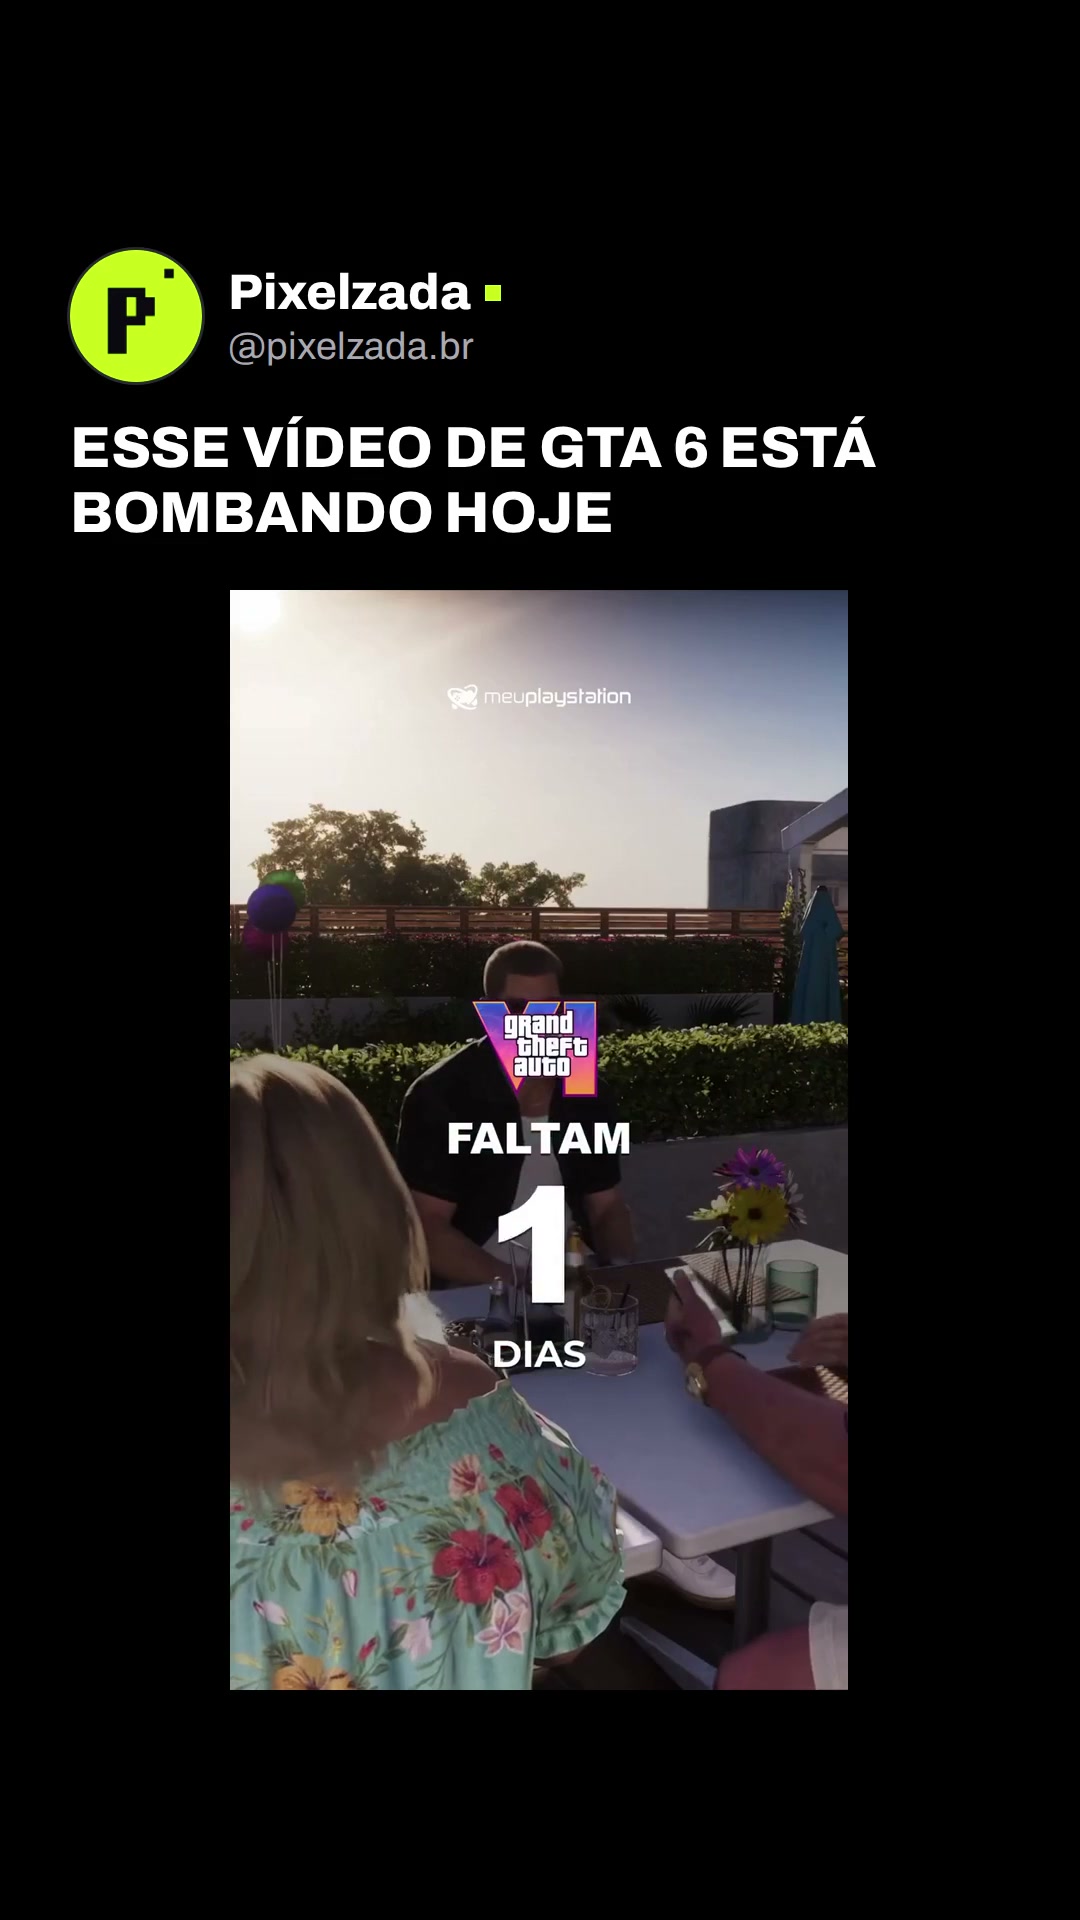 Pixelzada
@pixelzada.br
ESSE VÍDEO DE GTA 6 ESTÁ
BOMBANDO HOJE
meuplaystation
VI
grand
theft
auto
FALTAM
1
DIAS